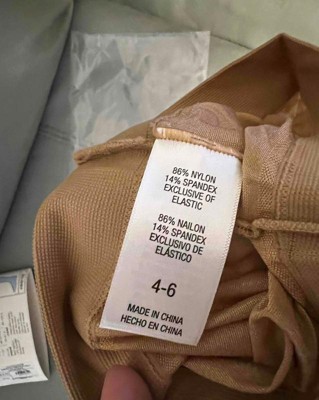 86% NYLON
14% SPANDEX
EXCLUSIVE OF
ELASTIC
86% NAILON
14% SPANDEX
EXCLUSIVO DE
ELÁSTICO
4-6
MADE IN CHINA
HECHO EN CHINA